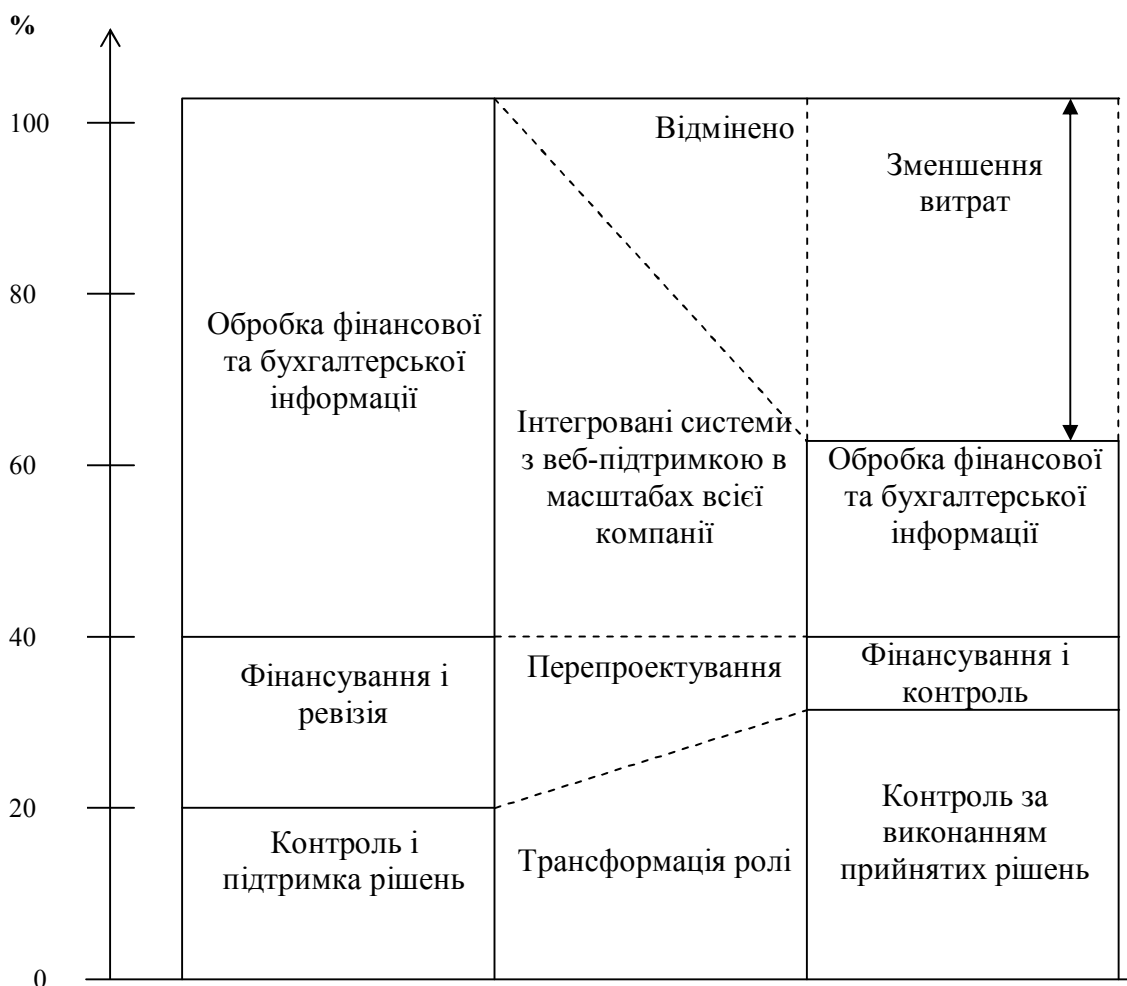 %
100
80
60
40
20
0
Обробка фінансової
та бухгалтерської
інформації
Фінансування і
ревізія
Контроль і
підтримка рішень
Відмінено
Інтегровані системи
з веб-підтримкою в
масштабах всієї
компанії
Перепроектування
Трансформація ролі
Зменшення
витрат
Обробка фінансової
та бухгалтерської
інформації
Фінансування і
контроль
Контроль за
виконанням
прийнятих рішень